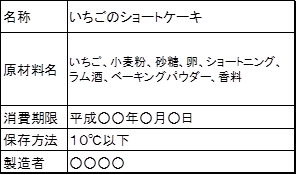 名称 いちごのショートケーキ
原材料名 いちご、小麦粉、砂糖、卵、ショートニング、
ラム酒、ベーキングパウダー、香料
消費期限 平成〇〇年〇月〇日
保存方法 10℃以下
製造者 〇〇〇〇